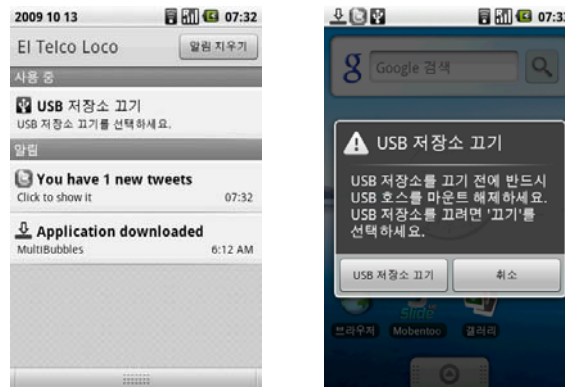 2009 10 13 07:32
El Telco Loco 알림 지우기
사용 중
USB 저장소 끄기
USB 저장소 끄기를 선택하세요.
알림
You have 1 new tweets
Click to show it 07:32
Application downloaded
MultiBubbles 6:12 AM
07:33
g Google 검색
USB 저장소 끄기
USB 저장소를 끄기 전에 반드시
USB 호스를 마운트 해제하세요.
USB 저장소를 끄려면 '끄기'를
선택하세요.
USB 저장소 끄기 취소
Slide
브라우저 Mobentoo 갤러리